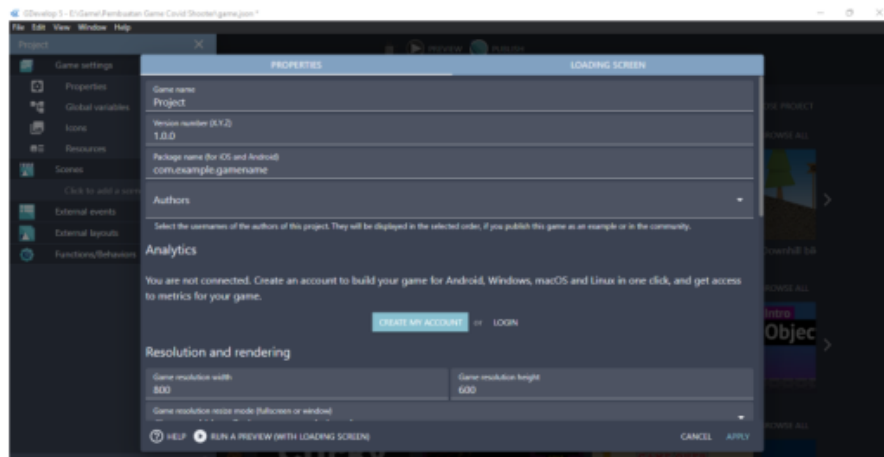 GDevelop 5 - E:\Game\Pembuatan Game Covid Shooter\game.json *
File Edit View Window Help
Project
PREVIEW
PUBLISH
Game settings
Properties
Global variables
Icons
Resources
Scenes
Click to add a scene
External events
External layouts
Functions/Behaviors
PROPERTIES
LOADING SCREEN
Game name
Project
Version number (X.Y.Z)
1.0.0
Package name (for iOS and Android)
com.example.gamename
Authors
Select the usernames of the authors of this project. They will be displayed in the selected order, if you publish this game as an example or in the community.
Analytics
You are not connected. Create an account to build your game for Android, Windows, macOS and Linux in one click, and get access
to metrics for your game.
CREATE MY ACCOUNT or LOGIN
Resolution and rendering
Game resolution width
800
Game resolution height
600
Game resolution resize mode (fullscreen or window)
HELP
RUN A PREVIEW (WITH LOADING SCREEN)
CANCEL
APPLY
OSE PROJECT
ROWSE ALL
Downhill bi
ROWSE ALL
Intro
Objec
ROWSE ALL